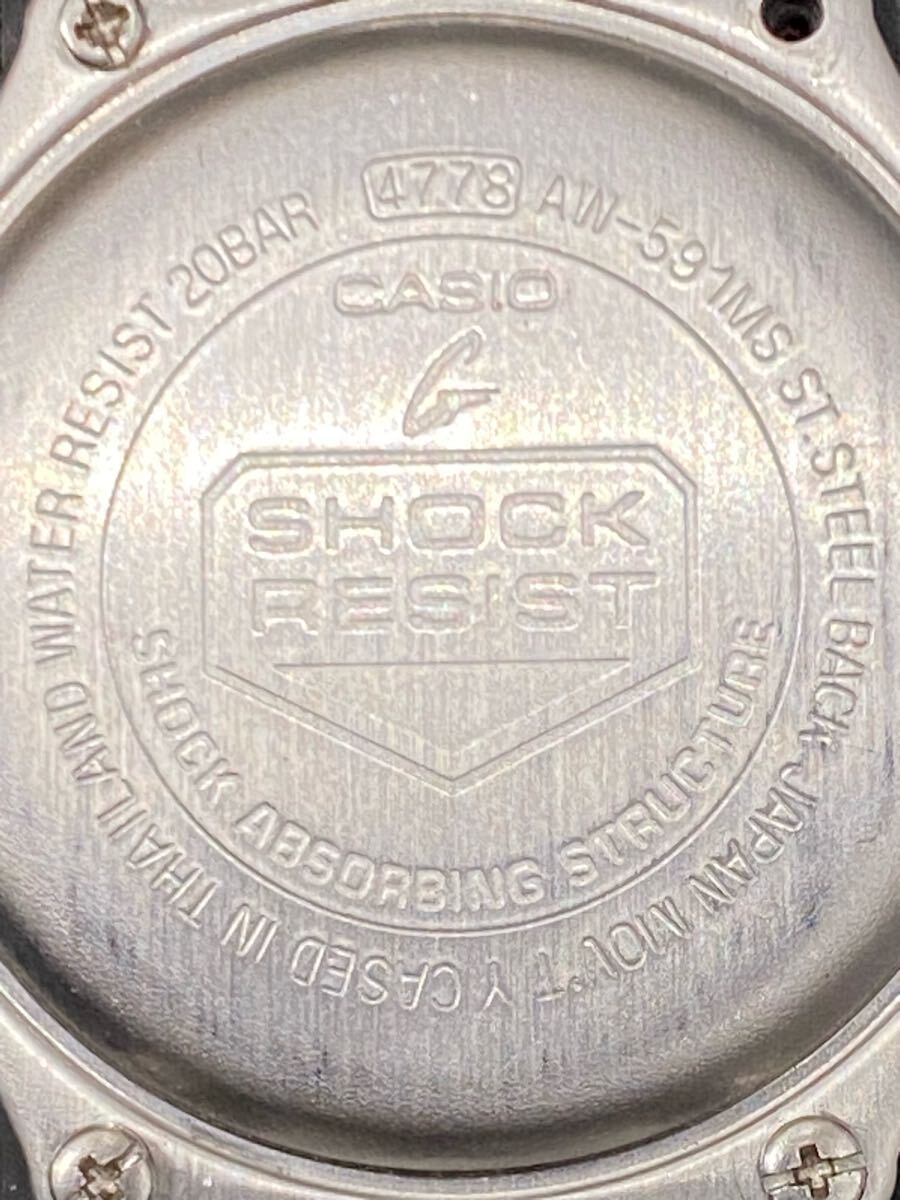 4778 AW-591MS ST.STEEL BACK JAPAN MOV'T Y CASED IN THAILAND WATER RESIST 20BAR
CASIO
G
SHOCK
RESIST
SHOCK ABSORBING STRUCTURE